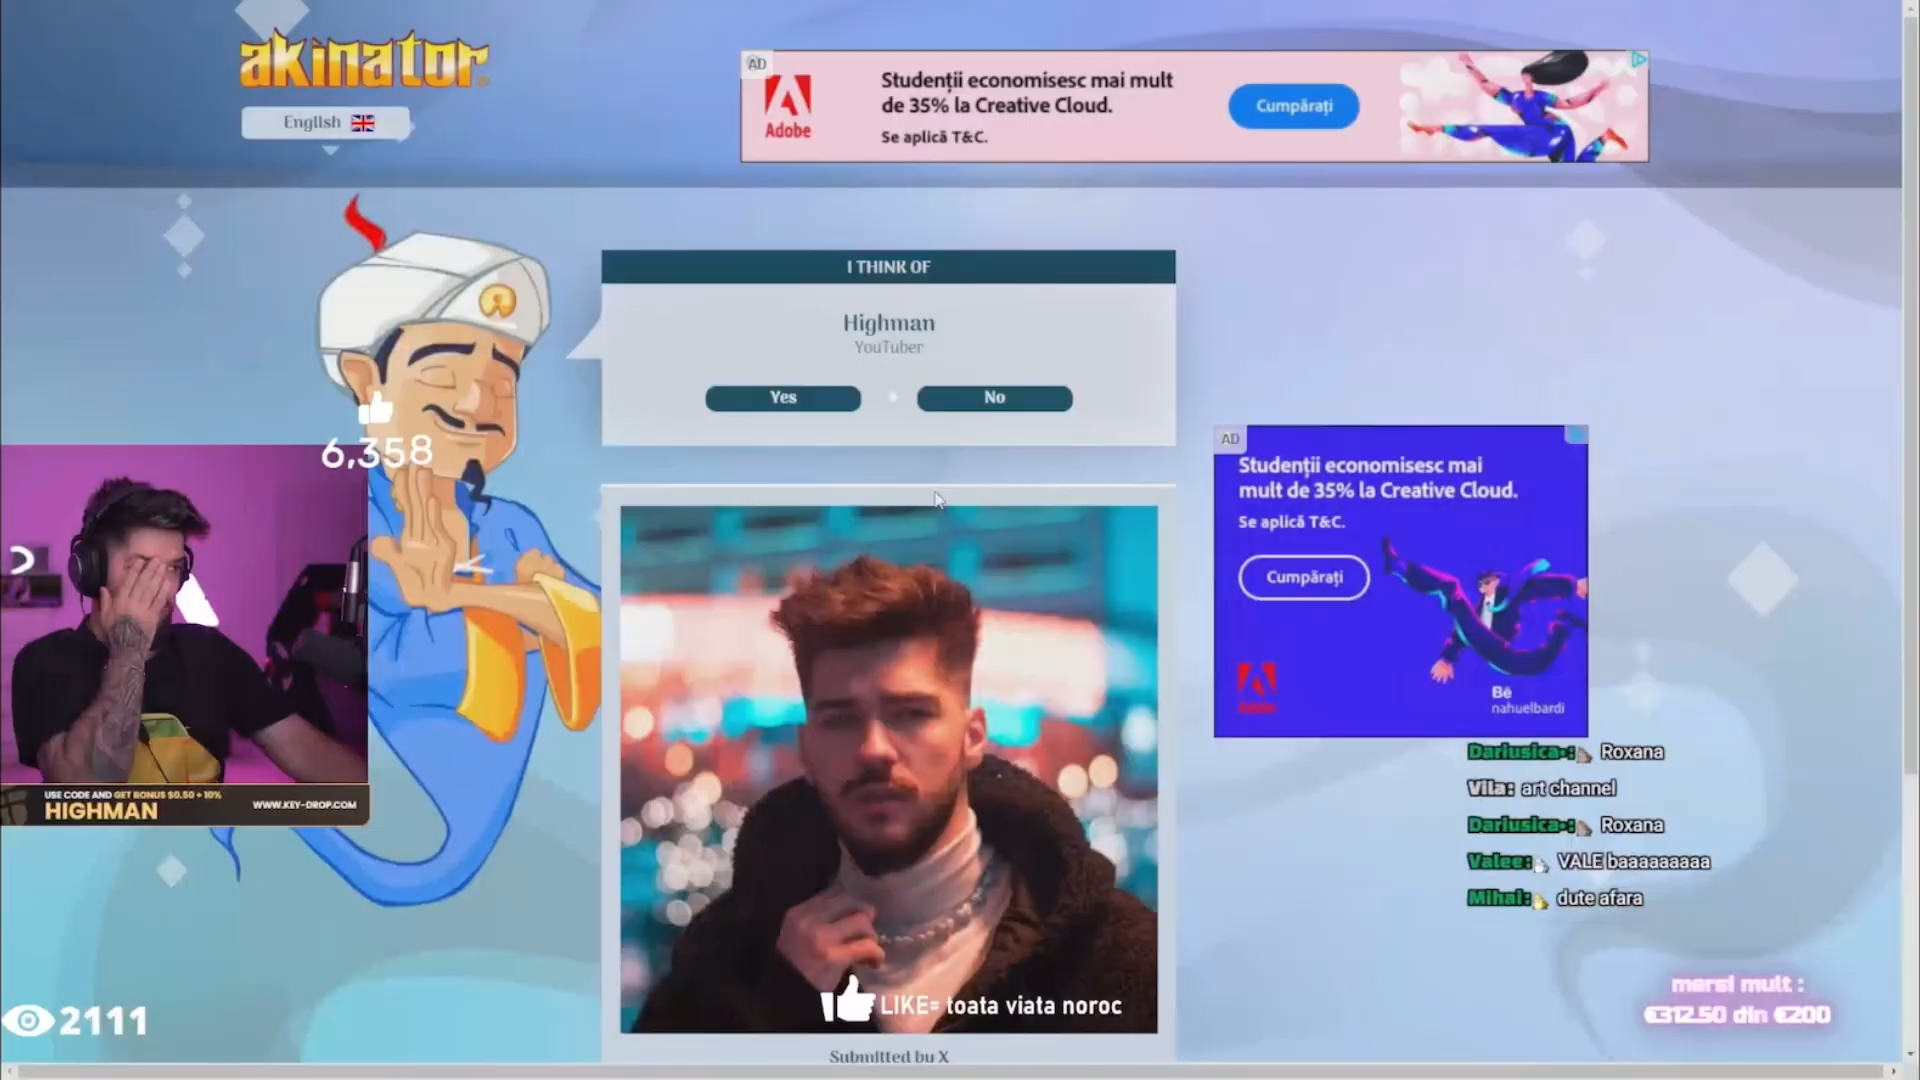 akinator
English
AD
Adobe
Studenții economisesc mai mult
de 35% la Creative Cloud.
Se aplică T&C.
Cumpărați
I THINK OF
Highman
YouTuber
Yes
No
6,358
AD
Studenții economisesc mai
mult de 35% la Creative Cloud.
Se aplică T&C.
Cumpărați
Adobe
Bē
nahuelbardi
USE CODE AND GET BONUS $0.50 + 10%
HIGHMAN
WWW.KEY-DROP.COM
Dariusica: Roxana
Vila: art channel
Dariusica: Roxana
Valee: VALE baaaaaaaaa
Mihai: dute afara
2111
LIKE= toata viata noroc
mersi mult :
€312.50 din €200
Submitted by X